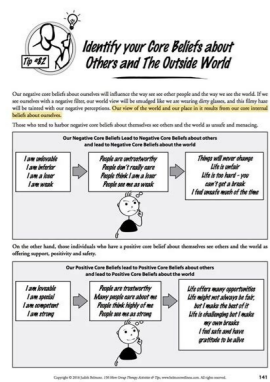 Tip #82
Identify your Core Beliefs about
Others and The Outside World
Our negative core beliefs about ourselves will influence the way we see other people and the way we see the world. If we
see ourselves with a negative filter, our world view will be smudged like we are wearing dirty glasses, and this filmy haze
will be tainted with our negative perceptions. Our view of the world and our place in it results from our core internal
beliefs about ourselves.
Those who tend to harbor negative core beliefs about themselves see others and the world as unsafe and menacing.
Our Negative Core Beliefs Lead to Negative Core Beliefs about others
and lead to Negative Core Beliefs about the world
I am unlovable
I am inferior
I am a loser
I am weak
People are untrustworthy
People don't really care
People think I am a loser
People see me as weak
Things will never change
Life is unfair
Life is too hard - you
can't get a break
I feel unsafe much of the time
On the other hand, those individuals who have a positive core belief about themselves see others and the world as
offering support, positivity and safety.
Our Positive Core Beliefs lead to Positive Core Beliefs about others
and lead to Positive Core Beliefs about the world
I am loveable
I am special
I am competent
I am strong
People are trustworthy
Many people care about me
People think highly of me
People see me as strong
Life offers many opportunities
Life might not always be fair,
but I make the best of it
Life is challenging but I make
my own breaks
I feel safe and have
gratitude to be alive
141